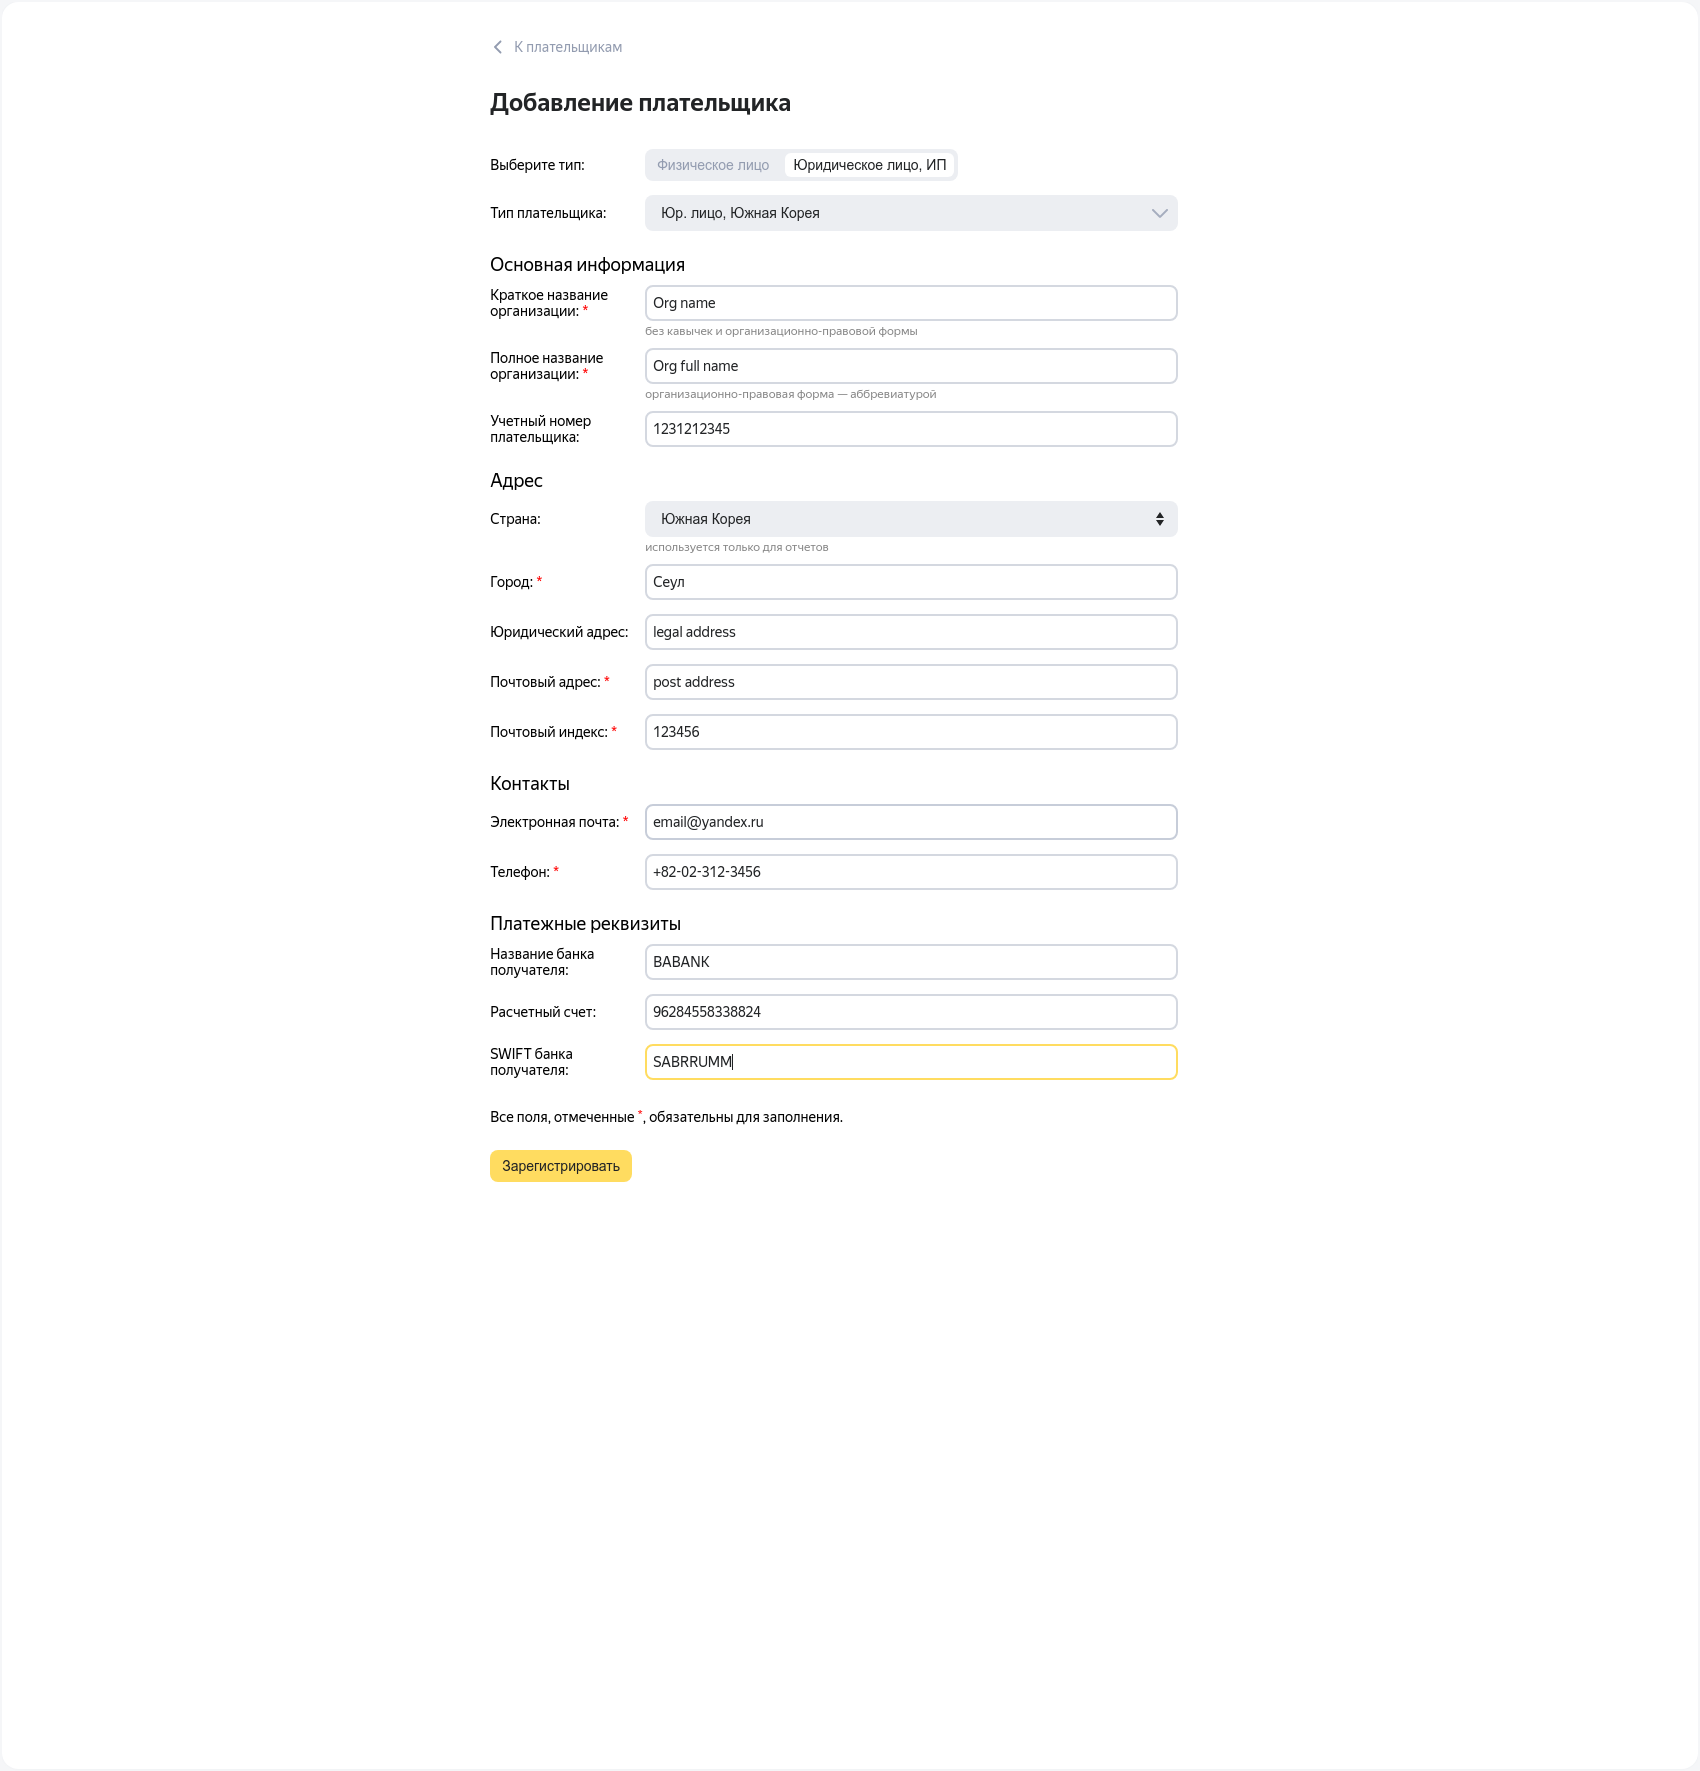 К плательщикам
Добавление плательщика
Выберите тип:
Физическое лицо
Юридическое лицо, ИП
Тип плательщика:
Юр. лицо, Южная Корея
Основная информация
Краткое название
организации: *
Org name
без кавычек и организационно-правовой формы
Полное название
организации: *
Org full name
организационно-правовая форма — аббревиатурой
Учетный номер
плательщика:
1231212345
Адрес
Страна:
Южная Корея
используется только для отчетов
Город: *
Сеул
Юридический адрес:
legal address
Почтовый адрес: *
post address
Почтовый индекс: *
123456
Контакты
Электронная почта: *
email@yandex.ru
Телефон: *
+82-02-312-3456
Платежные реквизиты
Название банка
получателя:
BABANK
Расчетный счет:
96284558338824
SWIFT банка
получателя:
SABRRUMM
Все поля, отмеченные *, обязательны для заполнения.
Зарегистрировать